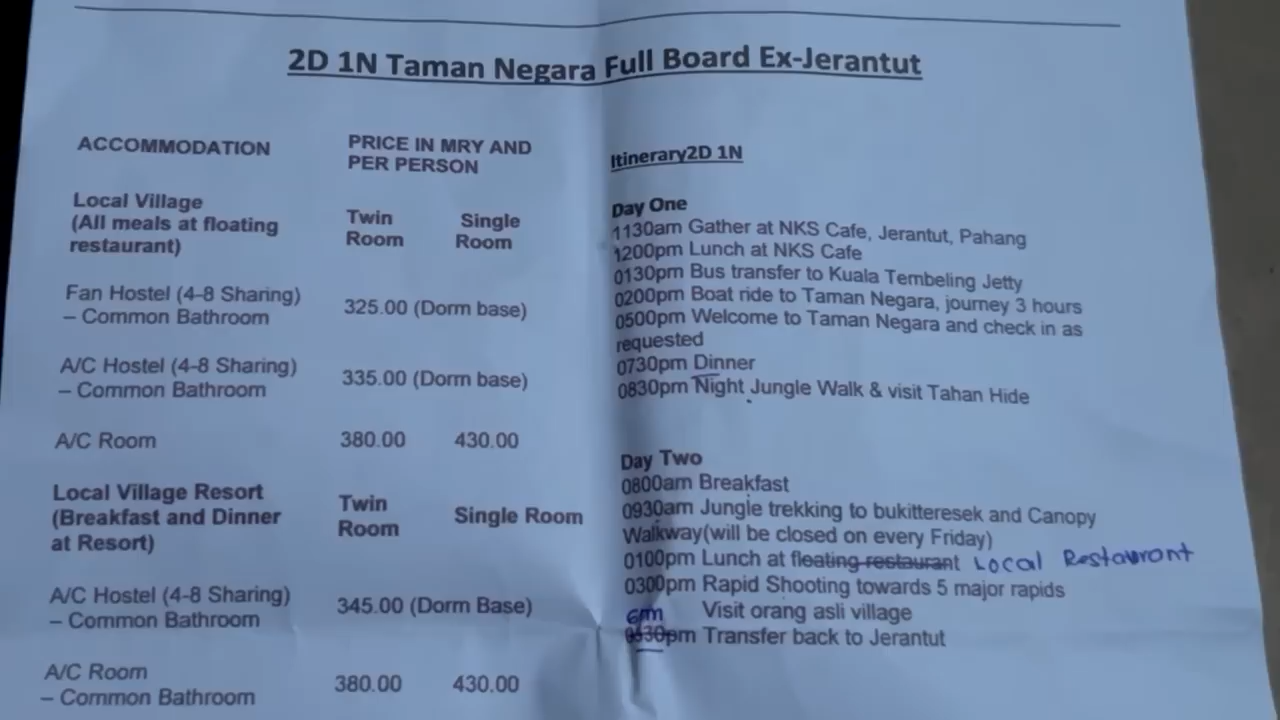 2D 1N Taman Negara Full Board Ex-Jerantut
ACCOMMODATION
PRICE IN MRY AND
PER PERSON
Local Village
(All meals at floating
restaurant)
Twin
Room
Single
Room
Fan Hostel (4-8 Sharing)
– Common Bathroom
325.00 (Dorm base)
A/C Hostel (4-8 Sharing)
– Common Bathroom
335.00 (Dorm base)
A/C Room
380.00
430.00
Local Village Resort
(Breakfast and Dinner
at Resort)
Twin
Room
Single Room
A/C Hostel (4-8 Sharing)
– Common Bathroom
345.00 (Dorm Base)
A/C Room
– Common Bathroom
380.00
430.00
Itinerary2D 1N
Day One
1130am Gather at NKS Cafe, Jerantut, Pahang
1200pm Lunch at NKS Cafe
0130pm Bus transfer to Kuala Tembeling Jetty
0200pm Boat ride to Taman Negara, journey 3 hours
0500pm Welcome to Taman Negara and check in as
requested
0730pm Dinner
0830pm Night Jungle Walk & visit Tahan Hide
Day Two
0800am Breakfast
0930am Jungle trekking to bukitteresek and Canopy
Walkway(will be closed on every Friday)
0100pm Lunch at floating restaurant Local Restaurant
0300pm Rapid Shooting towards 5 major rapids
Visit orang asli village
6pm
Transfer back to Jerantut